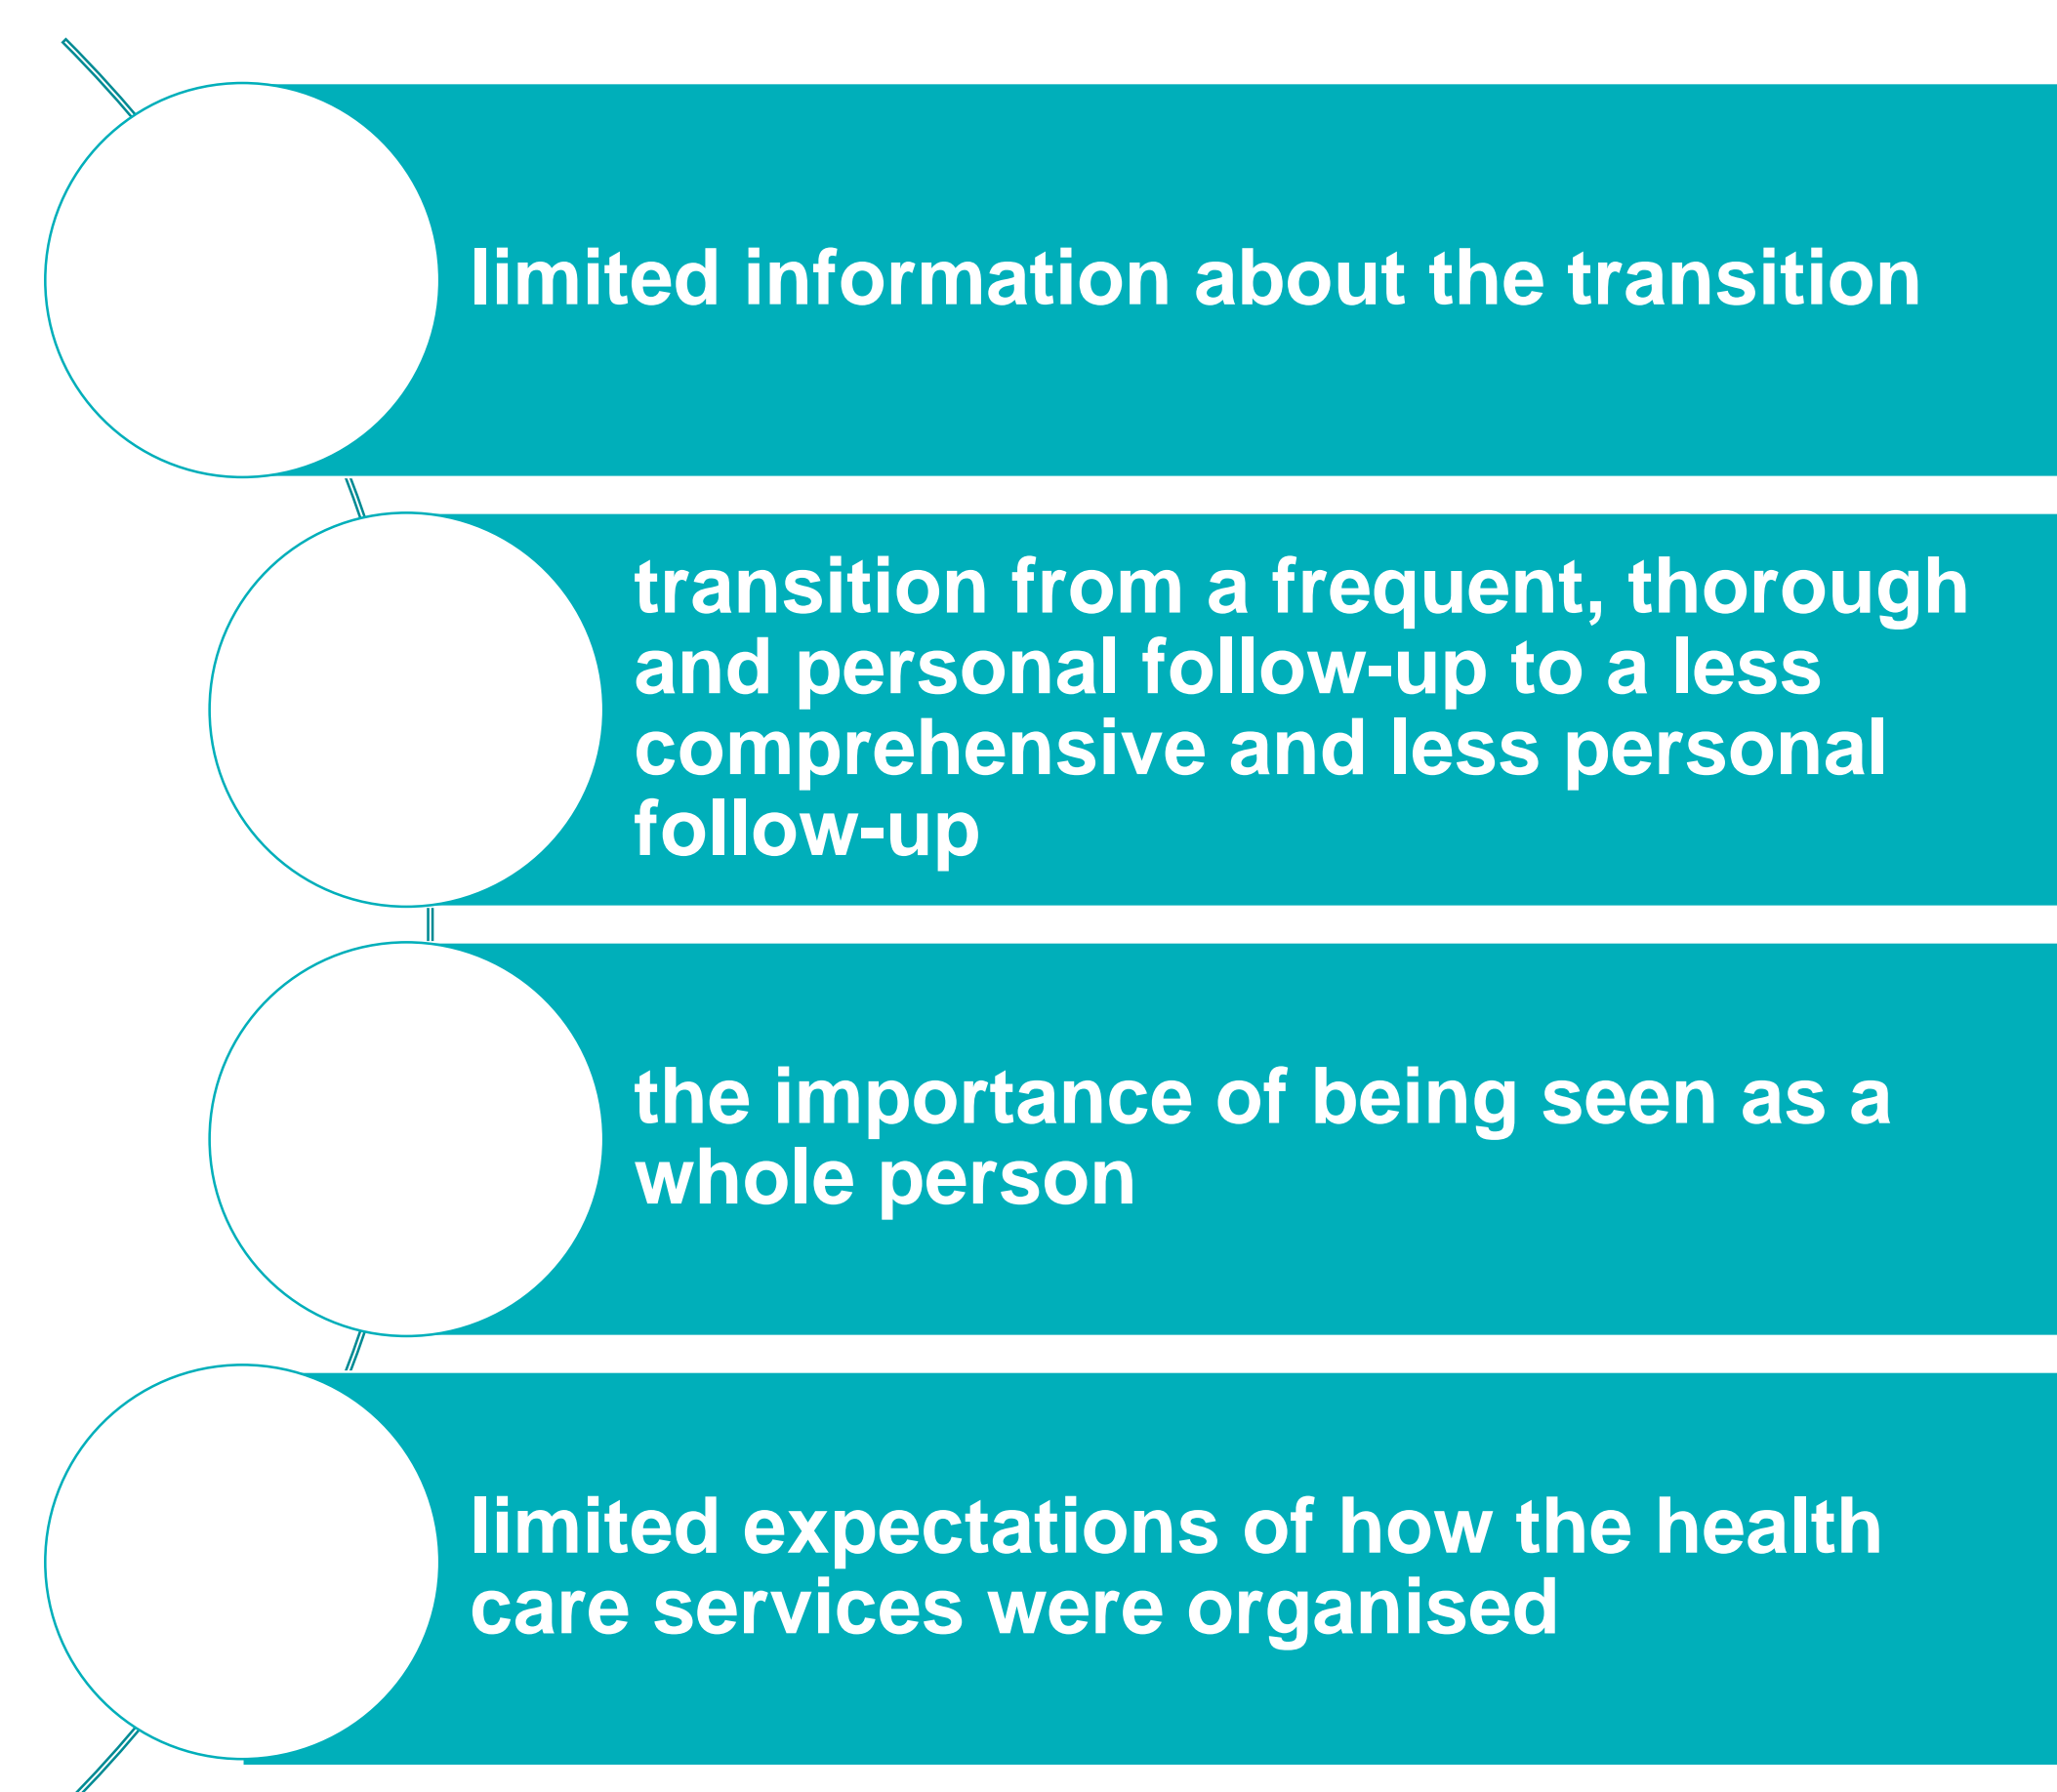 limited information about the transition
transition from a frequent, thorough
and personal follow-up to a less
comprehensive and less personal
follow-up
the importance of being seen as a
whole person
limited expectations of how the health
care services were organised